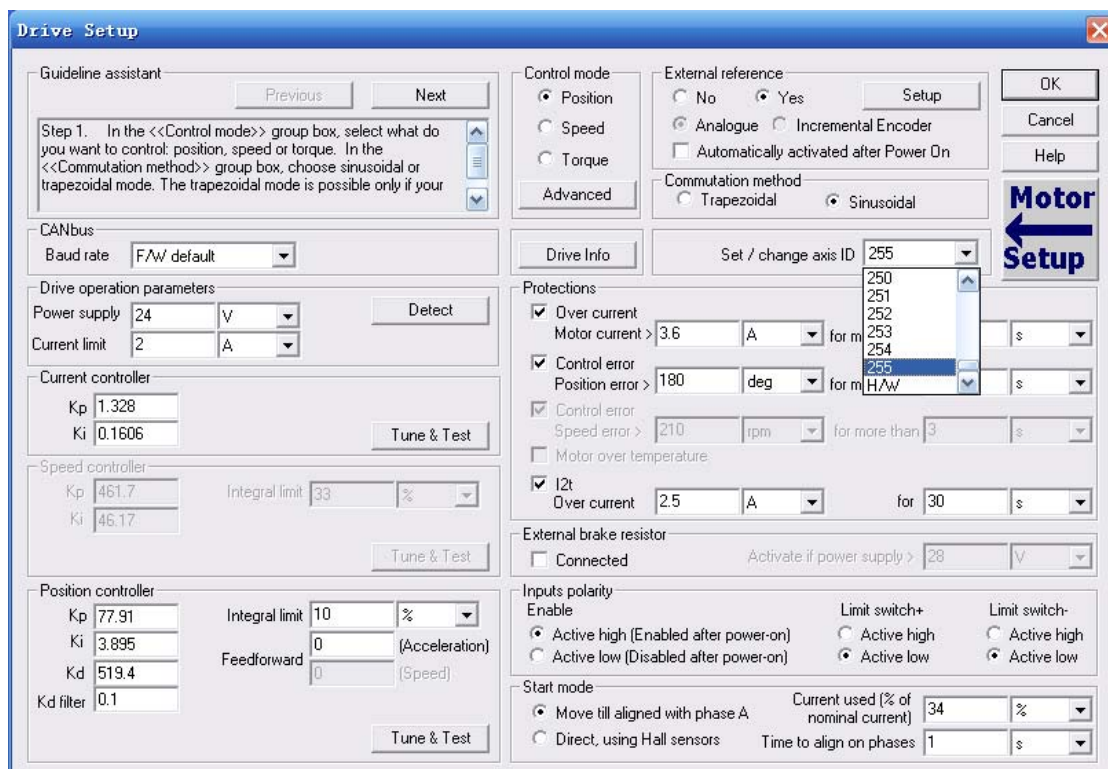 Drive Setup
Guideline assistant
Previous
Next
Step 1. In the <<Control mode>> group box, select what do
you want to control: position, speed or torque. In the
<<Commutation method>> group box, choose sinusoidal or
trapezoidal mode. The trapezoidal mode is possible only if your
Control mode
Position
Speed
Torque
Advanced
External reference
No Yes Setup
Analogue Incremental Encoder
Automatically activated after Power On
Commutation method
Trapezoidal Sinusoidal
OK
Cancel
Help
Motor
Setup
CANbus
Baud rate F/W default
Drive Info
Set / change axis ID 255
250
251
252
253
254
255
H/W
Drive operation parameters
Power supply 24 V
Detect
Current limit 2 A
Current controller
Kp 1.328
Ki 0.1606
Tune & Test
Speed controller
Kp 461.7
Integral limit 33 %
Ki 46.17
Tune & Test
Position controller
Kp 77.91
Integral limit 10 %
Ki 3.895
Feedforward 0 (Acceleration)
0 (Speed)
Kd 519.4
Kd filter 0.1
Tune & Test
Protections
Over current
Motor current > 3.6 A for m s
Control error
Position error > 180 deg for m s
Control error
Speed error > 210 rpm for more than 3 s
Motor over temperature
I2t
Over current 2.5 A for 30 s
External brake resistor
Connected Activate if power supply > 28 V
Inputs polarity
Enable
Active high (Enabled after power-on)
Active low (Disabled after power-on)
Limit switch+
Active high
Active low
Limit switch-
Active high
Active low
Start mode
Move till aligned with phase A
Direct, using Hall sensors
Current used (% of
nominal current) 34 %
Time to align on phases 1 s